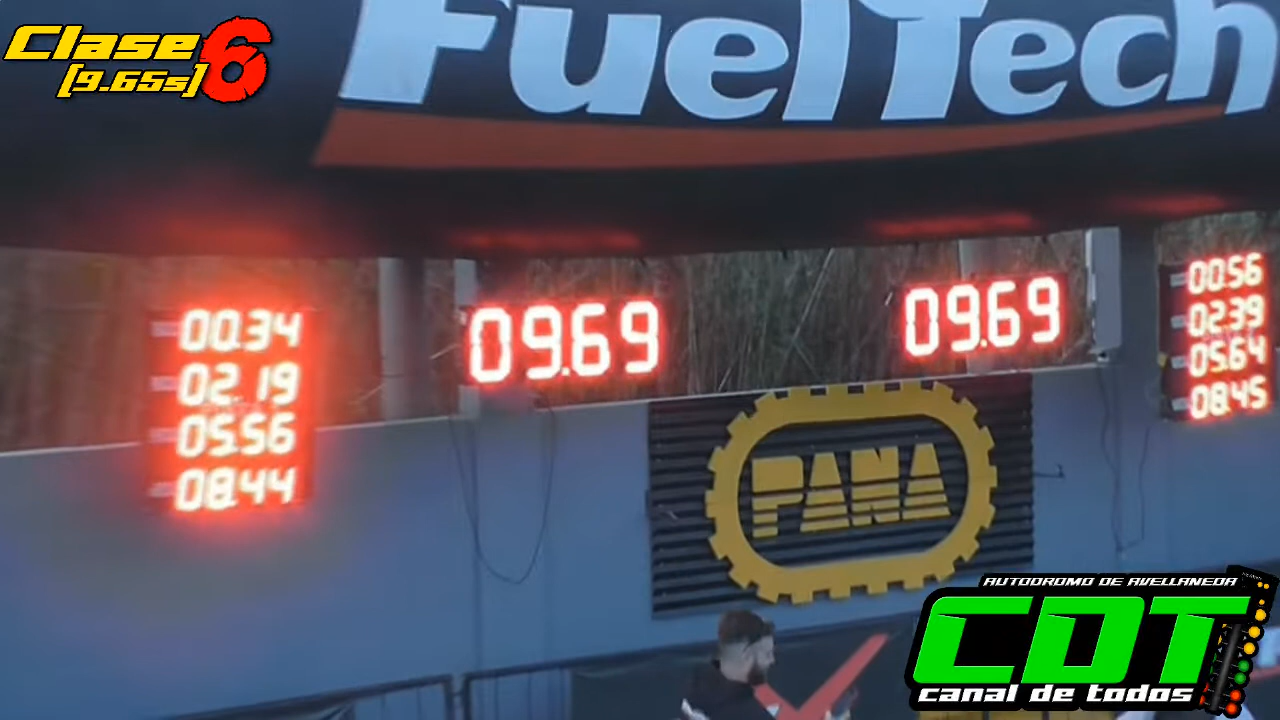 Clase 6
[9.65s]
FuelTech
00.34
02.19
05.56
08.44
09.69
09.69
00.56
02.39
05.64
08.45
PANA
AUTODROMO DE AVELLANEDA
CDT
canal de todos